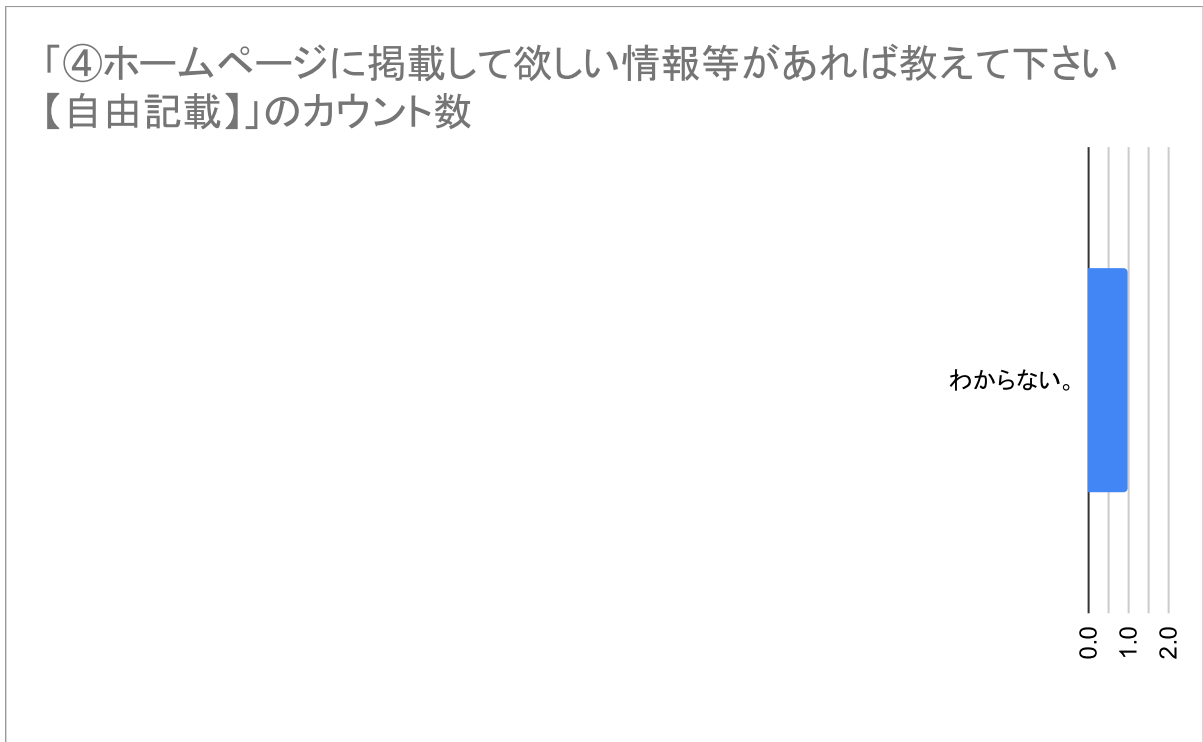 「④ホームページに掲載して欲しい情報等があれば教えて下さい
【自由記載】」のカウント数
わからない。
0.0
1.0
2.0